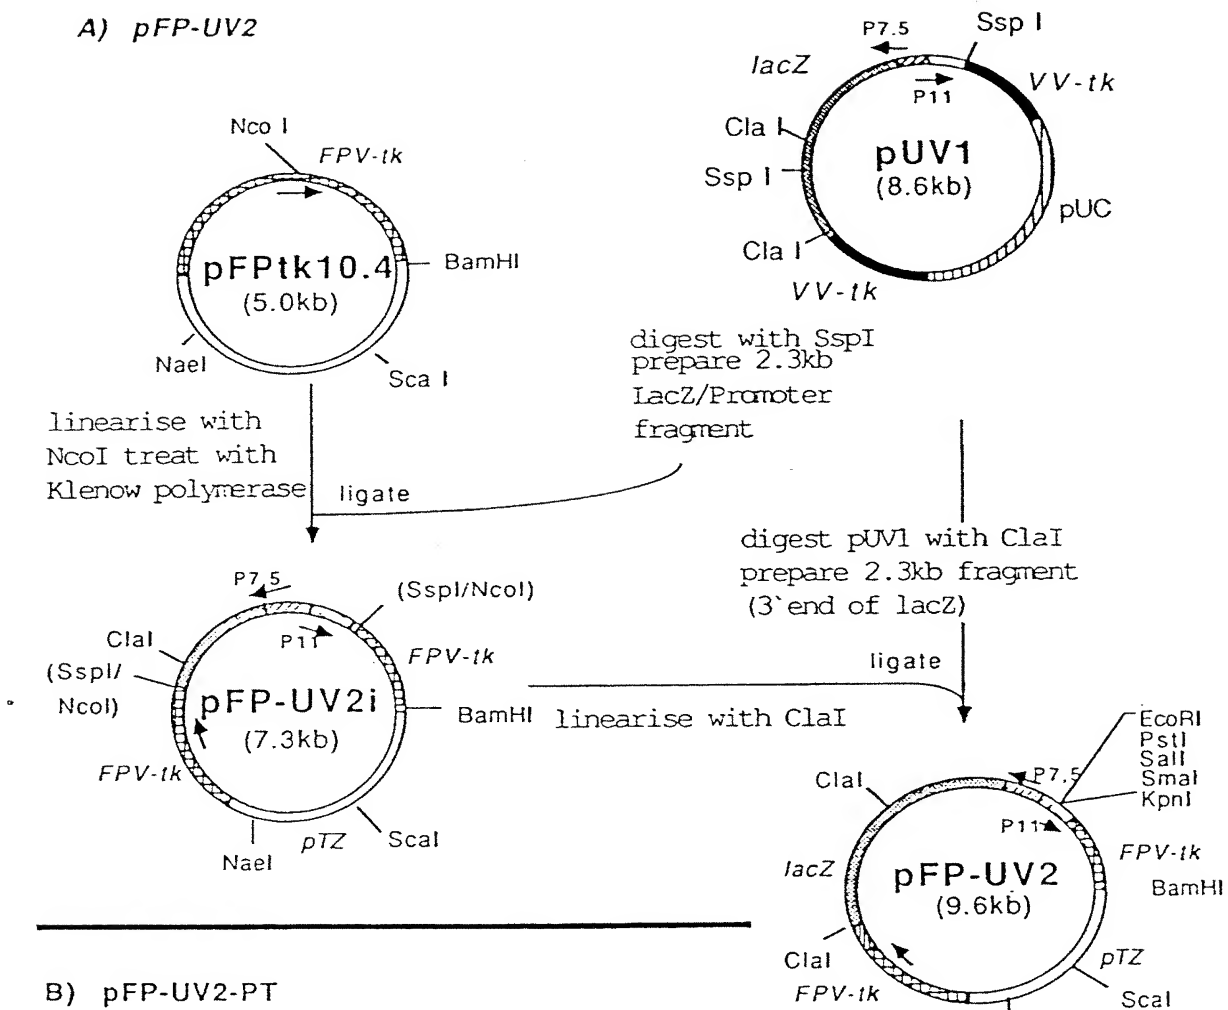 A) pFP-UV2
Nco I
FPV-tk
pFPtk10.4
(5.0kb)
BamHI
NaeI
Sca I
P7.5
Ssp I
lacZ
P11
VV-tk
Cla I
pUV1
(8.6kb)
Ssp I
pUC
Cla I
VV-tk
digest with SspI
prepare 2.3kb
LacZ/Promoter
fragment
linearise with
NcoI treat with
Klenow polymerase
ligate
digest pUV1 with ClaI
prepare 2.3kb fragment
(3`end of lacZ)
ligate
P7.5
(SspI/NcoI)
ClaI
P11
(SspI/
NcoI)
FPV-tk
pFP-UV2i
(7.3kb)
BamHI
FPV-tk
NaeI
pTZ
ScaI
linearise with ClaI
EcoRI
PstI
SalI
SmaI
KpnI
ClaI
P7.5
P11
FPV-tk
lacZ
pFP-UV2
(9.6kb)
BamHI
ClaI
FPV-tk
pTZ
ScaI
B) pFP-UV2-PT